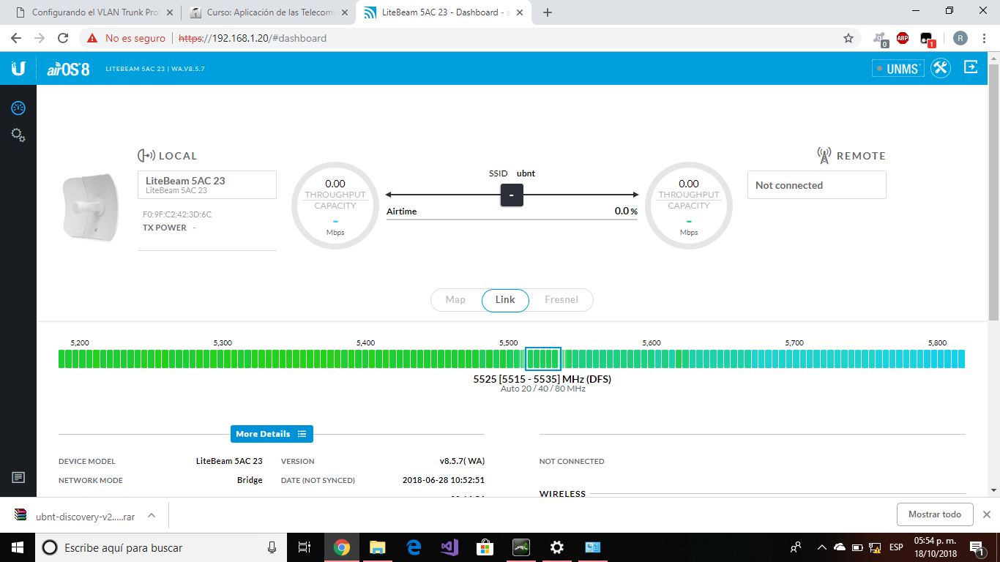 Configurando el VLAN Trunk Prot
Curso: Aplicación de las Telecomu
LiteBeam 5AC 23 - Dashboard - a
No es seguro
https://192.168.1.20/#dashboard
0
ABP
1
R
airOS 8
LITEBEAM 5AC 23 | WA.V8.5.7
UNMS
LOCAL
REMOTE
LiteBeam 5AC 23
LiteBeam 5AC 23
F0:9F:C2:42:3D:6C
TX POWER -
0.00
THROUGHPUT
CAPACITY
-
Mbps
SSID ubnt
-
Airtime 0.0 %
0.00
THROUGHPUT
CAPACITY
-
Mbps
Not connected
Map Link Fresnel
5,200 5,300 5,400 5,500 5,600 5,700 5,800
5525 [5515 - 5535] MHz (DFS)
Auto 20 / 40 / 80 MHz
More Details
DEVICE MODEL LiteBeam 5AC 23 VERSION v8.5.7( WA) NOT CONNECTED
NETWORK MODE Bridge DATE (NOT SYNCED) 2018-06-28 10:52:51
WIRELESS
ubnt-discovery-v2.....rar
Mostrar todo
Escribe aquí para buscar
ESP
05:54 p. m.
18/10/2018
1